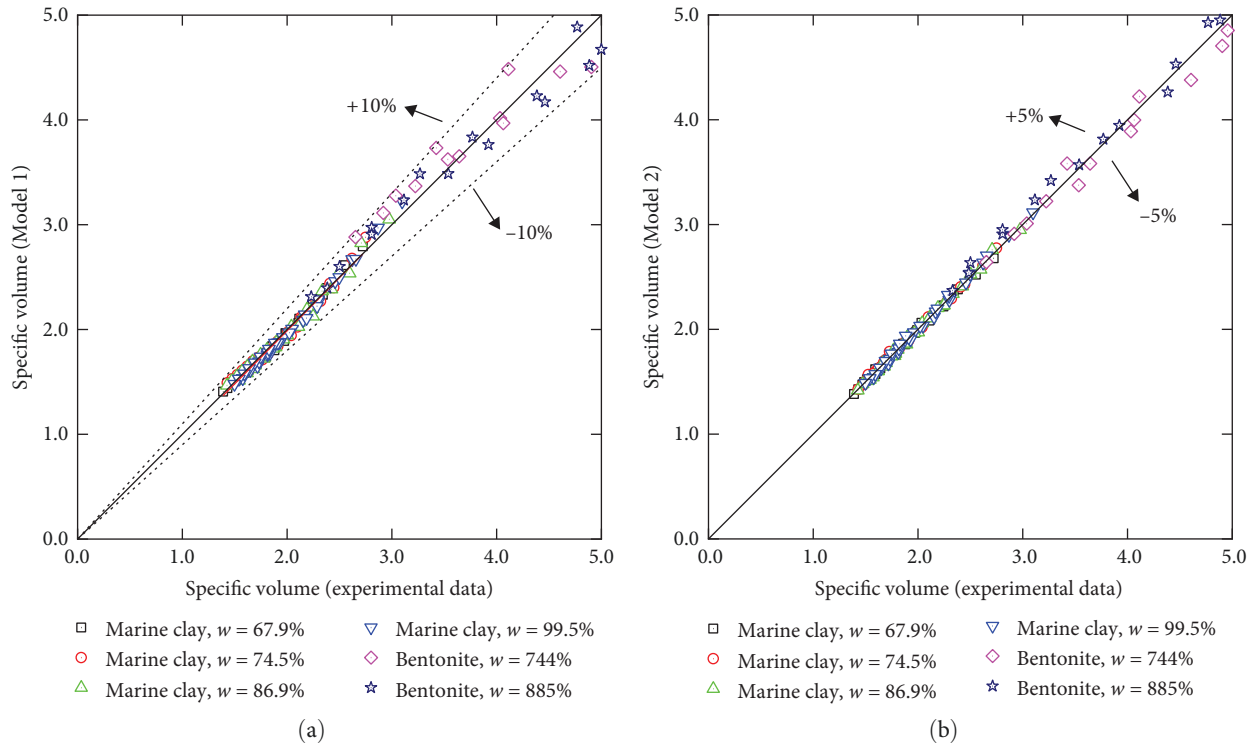 5.0
4.0
3.0
2.0
1.0
0.0
Specific volume (Model 1)
+10%
–10%
0.0 1.0 2.0 3.0 4.0 5.0
Specific volume (experimental data)
Marine clay, w = 67.9%
Marine clay, w = 74.5%
Marine clay, w = 86.9%
Marine clay, w = 99.5%
Bentonite, w = 744%
Bentonite, w = 885%
(a)
5.0
4.0
3.0
2.0
1.0
0.0
Specific volume (Model 2)
+5%
–5%
0.0 1.0 2.0 3.0 4.0 5.0
Specific volume (experimental data)
Marine clay, w = 67.9%
Marine clay, w = 74.5%
Marine clay, w = 86.9%
Marine clay, w = 99.5%
Bentonite, w = 744%
Bentonite, w = 885%
(b)